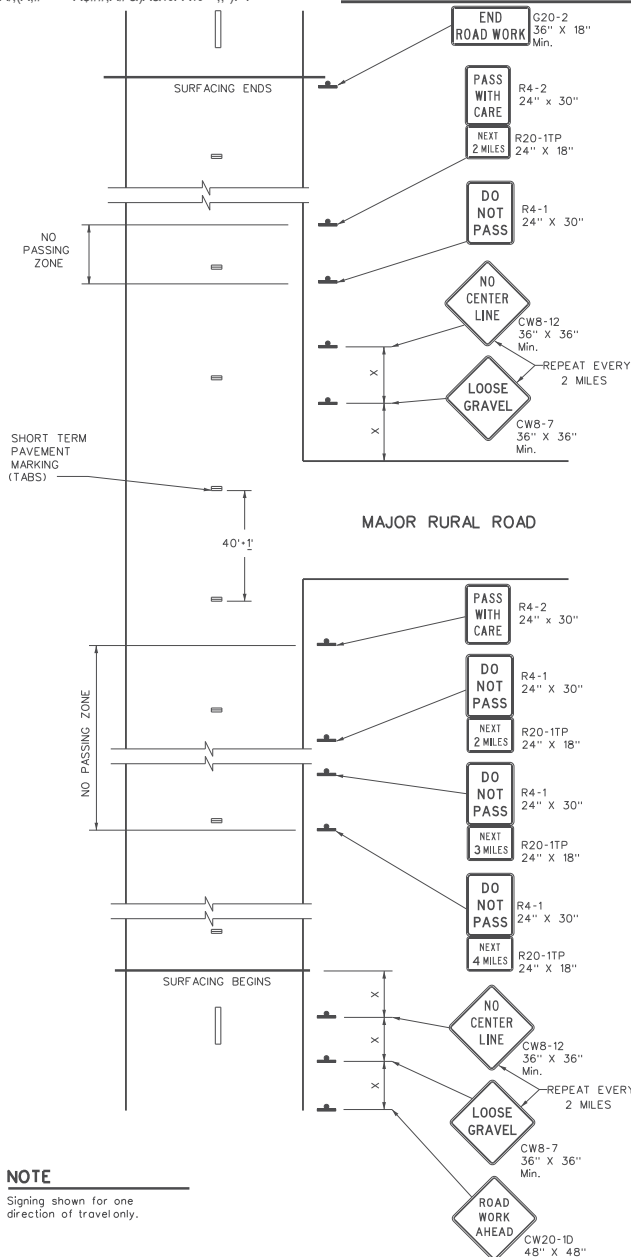 END
ROAD WORK
G20-2
36" X 18"
Min.
SURFACING ENDS
PASS
WITH
CARE
R4-2
24" x 30"
NEXT
2 MILES
R20-1TP
24" X 18"
DO
NOT
PASS
R4-1
24" X 30"
NO
PASSING
ZONE
NO
CENTER
LINE
CW8-12
36" X 36"
Min.
X
REPEAT EVERY
2 MILES
LOOSE
GRAVEL
CW8-7
36" X 36"
Min.
X
SHORT TERM
PAVEMENT
MARKING
(TABS)
MAJOR RURAL ROAD
40'+1'
PASS
WITH
CARE
R4-2
24" x 30"
NO PASSING ZONE
DO
NOT
PASS
R4-1
24" X 30"
NEXT
2 MILES
R20-1TP
24" X 18"
DO
NOT
PASS
R4-1
24" X 30"
NEXT
3 MILES
R20-1TP
24" X 18"
DO
NOT
PASS
R4-1
24" X 30"
NEXT
4 MILES
R20-1TP
24" X 18"
SURFACING BEGINS
X
NO
CENTER
LINE
CW8-12
36" X 36"
Min.
X
REPEAT EVERY
2 MILES
X
LOOSE
GRAVEL
CW8-7
36" X 36"
Min.
ROAD
WORK
AHEAD
CW20-1D
48" X 48"
NOTE
Signing shown for one
direction of travel only.